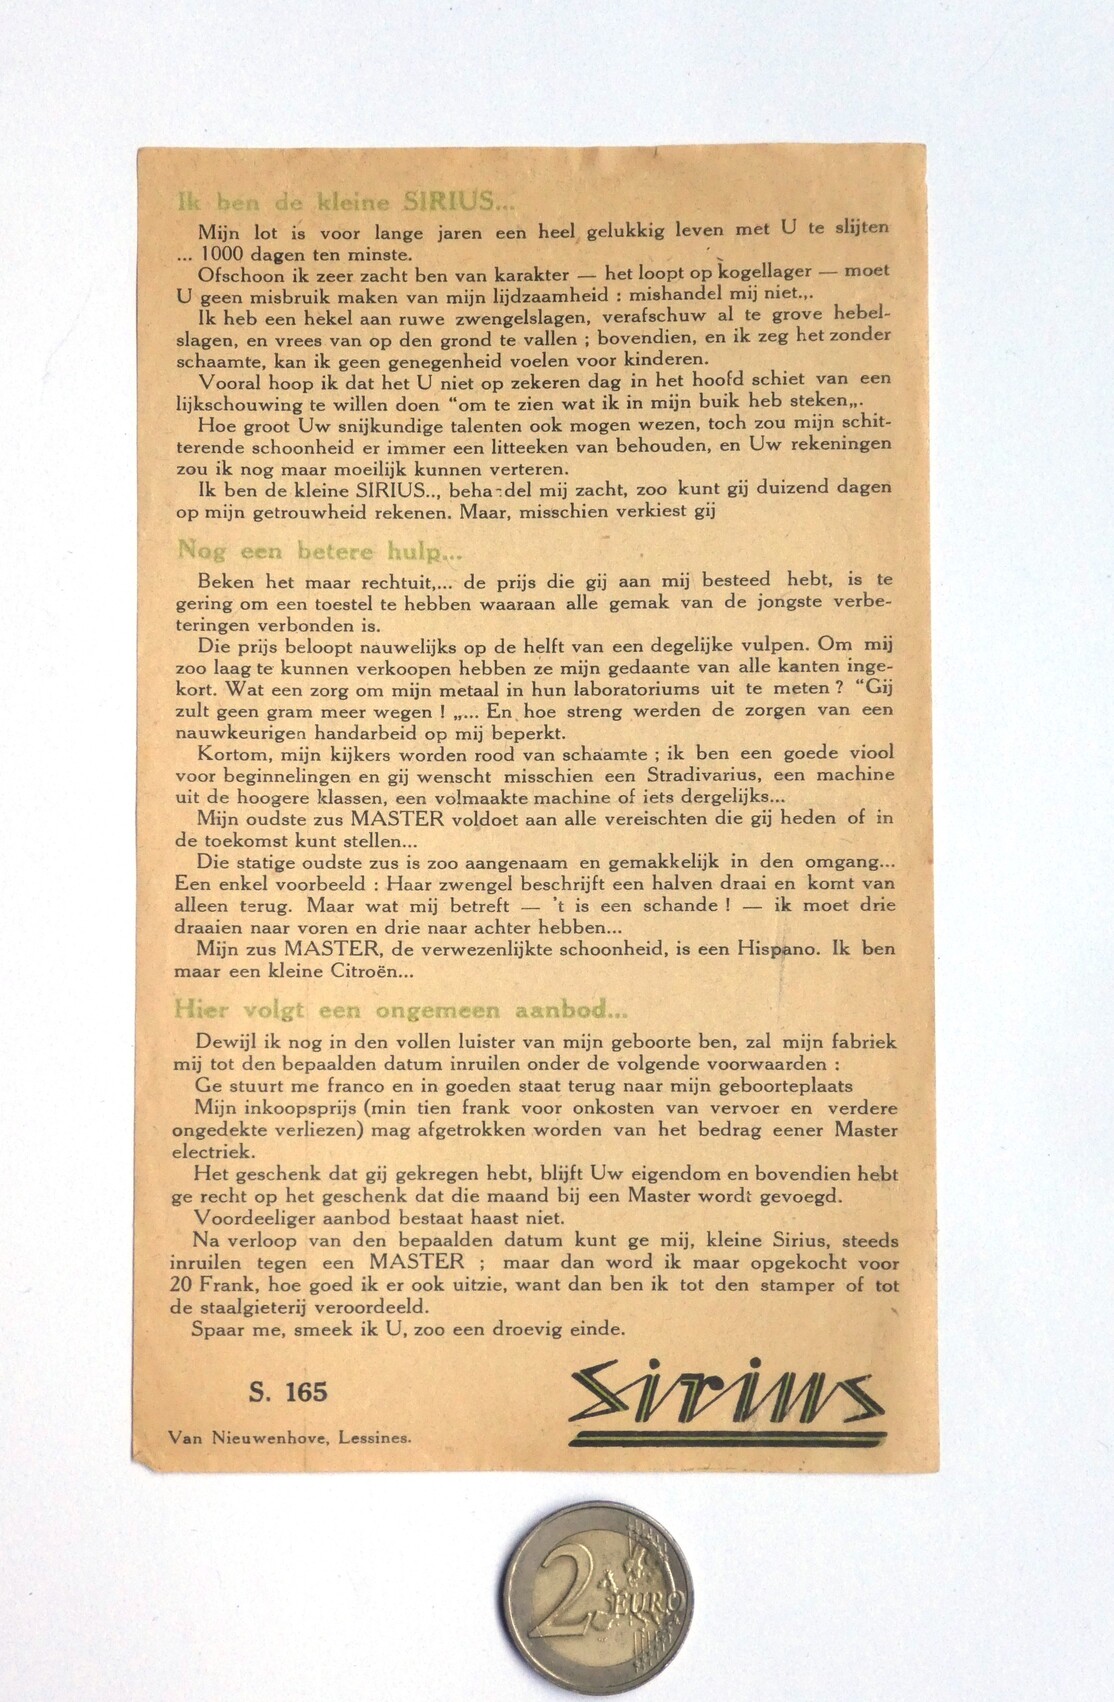 Ik ben de kleine SIRIUS...
Mijn lot is voor lange jaren een heel gelukkig leven met U te slijten
... 1000 dagen ten minste.
Ofschoon ik zeer zacht ben van karakter — het loopt op kogellager — moet
U geen misbruik maken van mijn lijdzaamheid : mishandel mij niet...
Ik heb een hekel aan ruwe zwengelslagen, verafschuw al te grove hebel-
slagen, en vrees van op den grond te vallen ; bovendien, en ik zeg het zonder
schaamte, kan ik geen genegenheid voelen voor kinderen.
Vooral hoop ik dat het U niet op zekeren dag in het hoofd schiet van een
lijkschouwing te willen doen “om te zien wat ik in mijn buik heb steken„.
Hoe groot Uw snijkundige talenten ook mogen wezen, toch zou mijn schit-
terende schoonheid er immer een litteeken van behouden, en Uw rekeningen
zou ik nog maar moeilijk kunnen verteren.
Ik ben de kleine SIRIUS.., behandel mij zacht, zoo kunt gij duizend dagen
op mijn getrouwheid rekenen. Maar, misschien verkiest gij
Nog een betere hulp...
Beken het maar rechtuit,... de prijs die gij aan mij besteed hebt, is te
gering om een toestel te hebben waaraan alle gemak van de jongste verbe-
teringen verbonden is.
Die prijs beloopt nauwelijks op de helft van een degelijke vulpen. Om mij
zoo laag te kunnen verkoopen hebben ze mijn gedaante van alle kanten inge-
kort. Wat een zorg om mijn metaal in hun laboratoriums uit te meten ? “Gij
zult geen gram meer wegen ! „... En hoe streng werden de zorgen van een
nauwkeurigen handarbeid op mij beperkt.
Kortom, mijn kijkers worden rood van schaamte ; ik ben een goede viool
voor beginnelingen en gij wenscht misschien een Stradivarius, een machine
uit de hoogere klassen, een volmaakte machine of iets dergelijks...
Mijn oudste zus MASTER voldoet aan alle vereischten die gij heden of in
de toekomst kunt stellen...
Die statige oudste zus is zoo aangenaam en gemakkelijk in den omgang...
Een enkel voorbeeld : Haar zwengel beschrijft een halven draai en komt van
alleen terug. Maar wat mij betreft — 't is een schande ! — ik moet drie
draaien naar voren en drie naar achter hebben...
Mijn zus MASTER, de verwezenlijkte schoonheid, is een Hispano. Ik ben
maar een kleine Citroën...
Hier volgt een ongemeen aanbod...
Dewijl ik nog in den vollen luister van mijn geboorte ben, zal mijn fabriek
mij tot den bepaalden datum inruilen onder de volgende voorwaarden :
Ge stuurt me franco en in goeden staat terug naar mijn geboorteplaats
Mijn inkoopsprijs (min tien frank voor onkosten van vervoer en verdere
ongedekte verliezen) mag afgetrokken worden van het bedrag eener Master
electriek.
Het geschenk dat gij gekregen hebt, blijft Uw eigendom en bovendien hebt
ge recht op het geschenk dat die maand bij een Master wordt gevoegd.
Voordeeliger aanbod bestaat haast niet.
Na verloop van den bepaalden datum kunt ge mij, kleine Sirius, steeds
inruilen tegen een MASTER ; maar dan word ik maar opgekocht voor
20 Frank, hoe goed ik er ook uitzie, want dan ben ik tot den stamper of tot
de staalgieterij veroordeeld.
Spaar me, smeek ik U, zoo een droevig einde.
S. 165
Sirius
Van Nieuwenhove, Lessines.
2 EURO